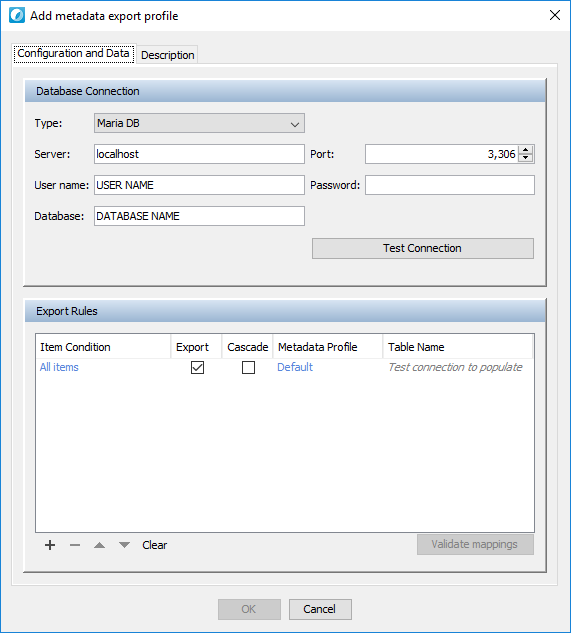 Add metadata export profile
Configuration and Data Description
Database Connection
Type: Maria DB
Server: localhost Port: 3,306
User name: USER NAME Password:
Database: DATABASE NAME
Test Connection
Export Rules
Item Condition Export Cascade Metadata Profile Table Name
All items Default Test connection to populate
Clear Validate mappings
OK Cancel